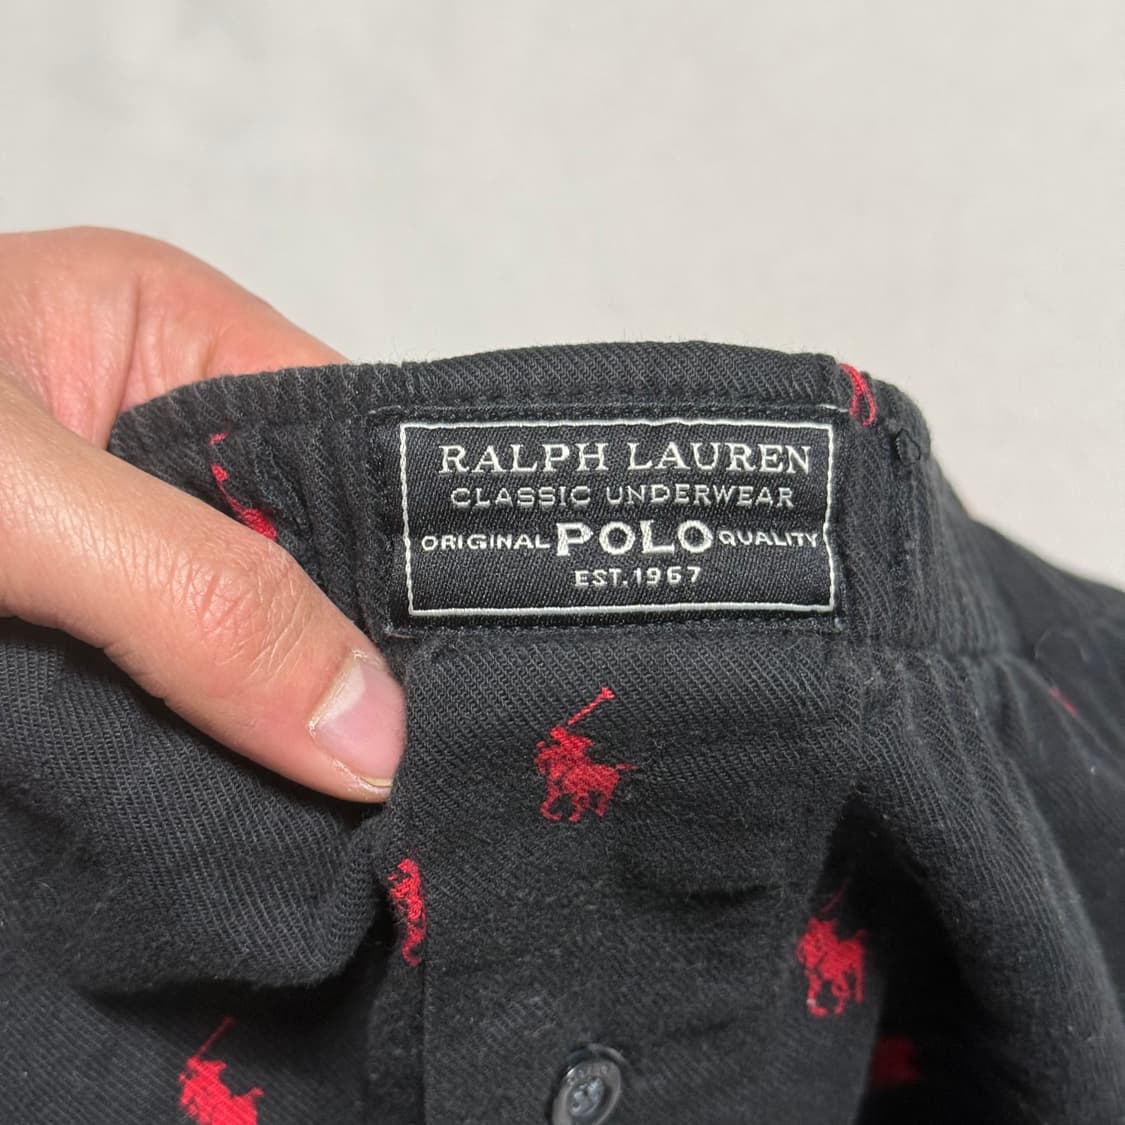 RALPH LAUREN
CLASSIC UNDERWEAR
ORIGINAL POLO QUALITY
EST. 1967